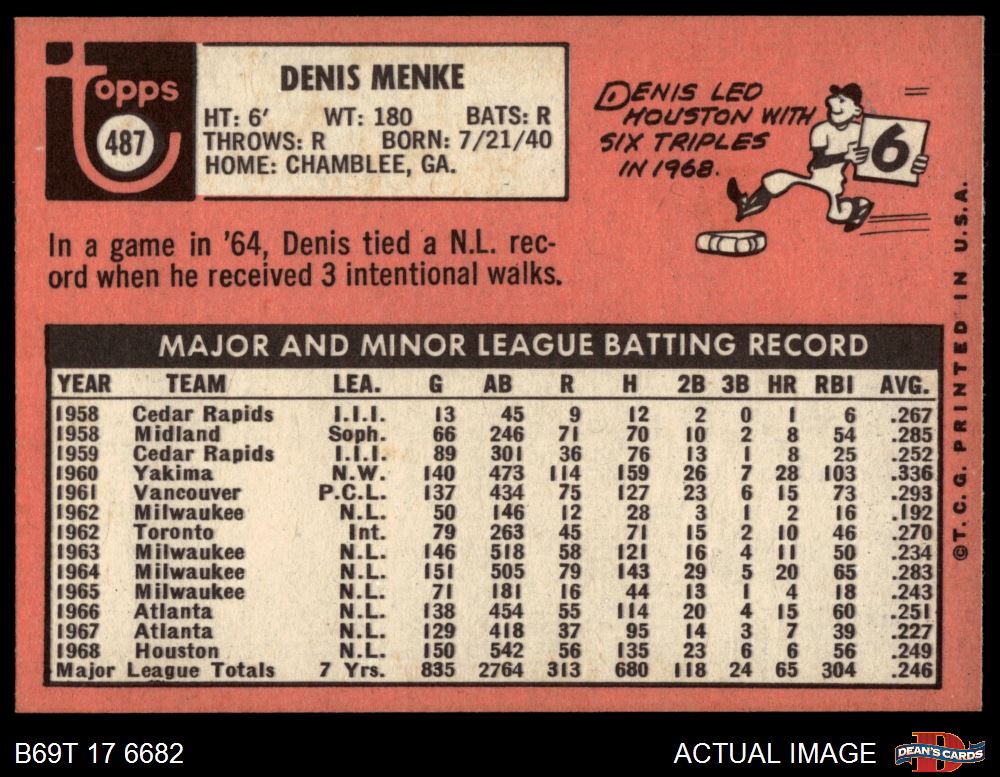 Topps
487
DENIS MENKE
HT: 6' WT: 180 BATS: R
THROWS: R BORN: 7/21/40
HOME: CHAMBLEE, GA.
DENIS LED
HOUSTON WITH
SIX TRIPLES
IN 1968.
6
In a game in '64, Denis tied a N.L. rec-
ord when he received 3 intentional walks.
MAJOR AND MINOR LEAGUE BATTING RECORD
YEAR TEAM LEA. G AB R H 2B 3B HR RBI AVG.
1958 Cedar Rapids I.I.I. 13 45 9 12 2 0 1 6 .267
1958 Midland Soph. 66 246 71 70 10 2 8 54 .285
1959 Cedar Rapids I.I.I. 89 301 36 76 13 1 8 25 .252
1960 Yakima N.W. 140 473 114 159 26 7 28 103 .336
1961 Vancouver P.C.L. 137 434 75 127 23 6 15 73 .293
1962 Milwaukee N.L. 50 146 12 28 3 1 2 16 .192
1962 Toronto Int. 79 263 45 71 15 2 10 46 .270
1963 Milwaukee N.L. 146 518 58 121 16 4 11 50 .234
1964 Milwaukee N.L. 151 505 79 143 29 5 20 65 .283
1965 Milwaukee N.L. 71 181 16 44 13 1 4 18 .243
1966 Atlanta N.L. 138 454 55 114 20 4 15 60 .251
1967 Atlanta N.L. 129 418 37 95 14 3 7 39 .227
1968 Houston N.L. 150 542 56 135 23 6 6 56 .249
Major League Totals 7 Yrs. 835 2764 313 680 118 24 65 304 .246
©T.C.G. PRINTED IN U.S.A.
B69T 17 6682
ACTUAL IMAGE
D
DEAN'S CARDS